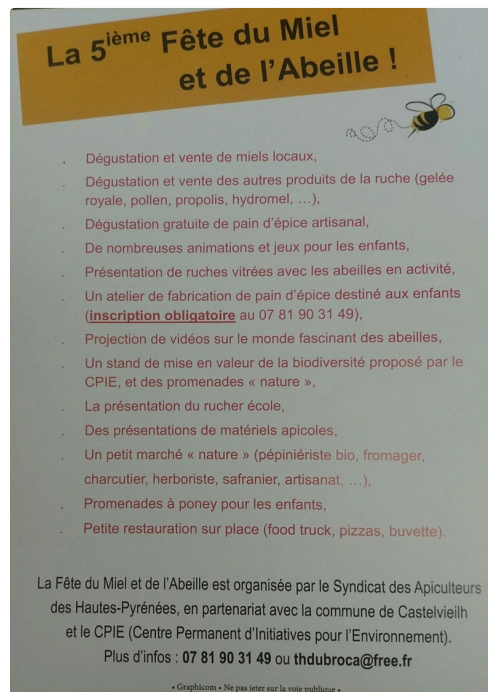 La 5ième Fête du Miel
et de l'Abeille !
. Dégustation et vente de miels locaux,
. Dégustation et vente des autres produits de la ruche (gelée
royale, pollen, propolis, hydromel, …),
. Dégustation gratuite de pain d'épice artisanal,
. De nombreuses animations et jeux pour les enfants,
. Présentation de ruches vitrées avec les abeilles en activité,
. Un atelier de fabrication de pain d'épice destiné aux enfants
(inscription obligatoire au 07 81 90 31 49),
. Projection de vidéos sur le monde fascinant des abeilles,
. Un stand de mise en valeur de la biodiversité proposé par le
CPIE, et des promenades « nature »,
. La présentation du rucher école,
. Des présentations de matériels apicoles,
. Un petit marché « nature » (pépiniériste bio, fromager,
charcutier, herboriste, safranier, artisanat, …),
. Promenades à poney pour les enfants,
. Petite restauration sur place (food truck, pizzas, buvette).
La Fête du Miel et de l'Abeille est organisée par le Syndicat des Apiculteurs
des Hautes-Pyrénées, en partenariat avec la commune de Castelvieilh
et le CPIE (Centre Permanent d'Initiatives pour l'Environnement).
Plus d'infos : 07 81 90 31 49 ou thdubroca@free.fr
• Graphicom • Ne pas jeter sur la voie publique •